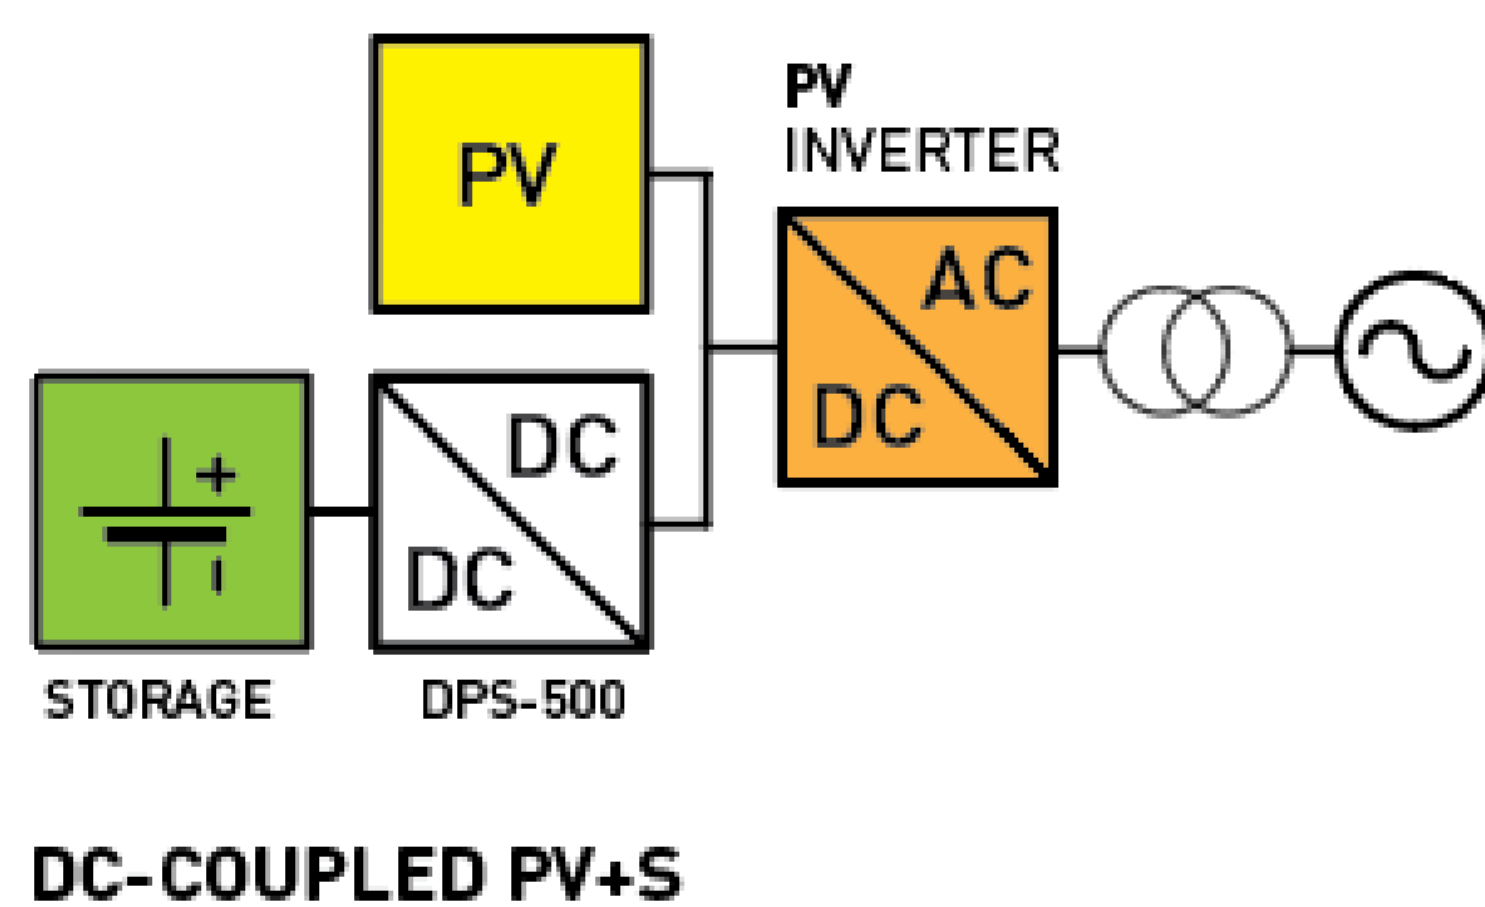 PV
PV
INVERTER
AC
DC
DC
DC
+
-
STORAGE
DPS-500
DC-COUPLED PV+S